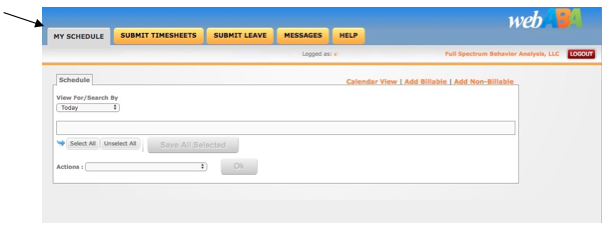 webABA
MY SCHEDULE SUBMIT TIMESHEETS SUBMIT LEAVE MESSAGES HELP
Logged as: Full Spectrum Behavior Analysis, LLC LOGOUT
Schedule Calendar View | Add Billable | Add Non-Billable
View For/Search By
Today
Select All Unselect All Save All Selected
Actions : Ok